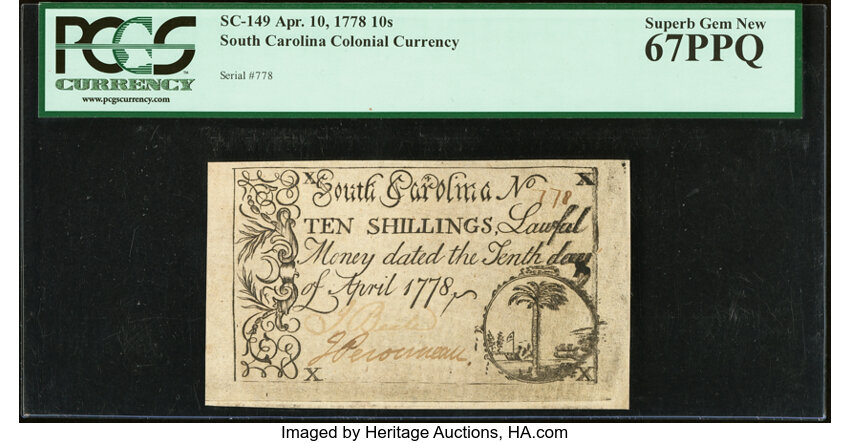 PCGS
CURRENCY
www.pcgscurrency.com
SC-149 Apr. 10, 1778 10s
South Carolina Colonial Currency
Serial #778
Superb Gem New
67PPQ
X X
South Carolina No 778
TEN SHILLINGS, Lawful
Money dated the Tenth day
of April 1778
X X
Imaged by Heritage Auctions, HA.com